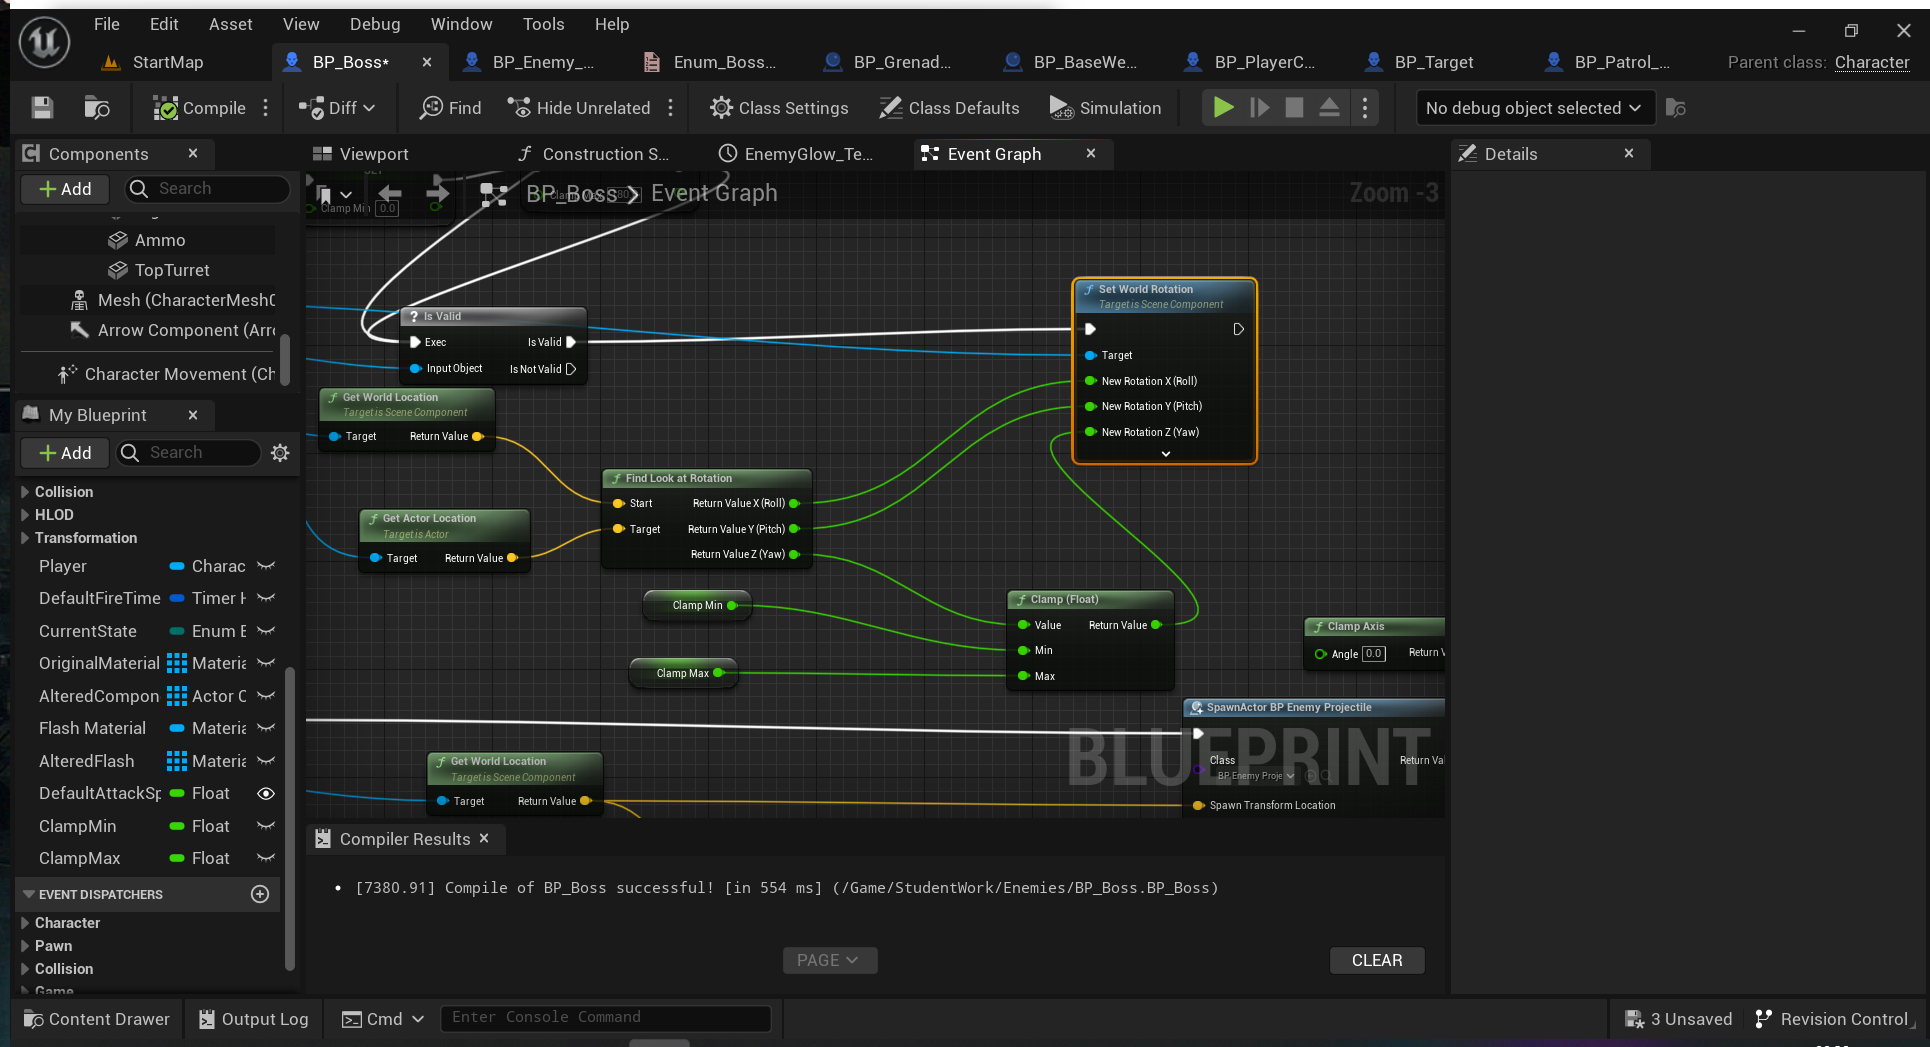 File Edit Asset View Debug Window Tools Help
StartMap BP_Boss* BP_Enemy_... Enum_Boss... BP_Grenad... BP_BaseWe... BP_PlayerC... BP_Target BP_Patrol_... Parent class: Character
Compile Diff Find Hide Unrelated Class Settings Class Defaults Simulation No debug object selected
Components
Add
Search
Ammo
TopTurret
Mesh (CharacterMesh0
Arrow Component (Arr
Character Movement (Ch
My Blueprint
Add
Search
Collision
HLOD
Transformation
Player Charac
DefaultFireTime Timer H
CurrentState Enum E
OriginalMaterial Materia
AlteredCompon Actor C
Flash Material Materia
AlteredFlash Materia
DefaultAttackSp Float
ClampMin Float
ClampMax Float
EVENT DISPATCHERS
Character
Pawn
Collision
Game
Viewport Construction S... EnemyGlow_Te... Event Graph
BP_Boss > Event Graph
Zoom -3
Clamp Min 0.0
Is Valid
Exec Is Valid
Input Object Is Not Valid
Get World Location
Target is Scene Component
Target Return Value
Get Actor Location
Target is Actor
Target Return Value
Find Look at Rotation
Start Return Value X (Roll)
Target Return Value Y (Pitch)
Return Value Z (Yaw)
Clamp Min
Clamp Max
Set World Rotation
Target is Scene Component
Target
New Rotation X (Roll)
New Rotation Y (Pitch)
New Rotation Z (Yaw)
Clamp (Float)
Value Return Value
Min
Max
Clamp Axis
Angle 0.0 Return V
SpawnActor BP Enemy Projectile
Class Return Val
BP Enemy Proje
Spawn Transform Location
Get World Location
Target is Scene Component
Target Return Value
BLUEPRINT
Details
Compiler Results
• [7380.91] Compile of BP_Boss successful! [in 554 ms] (/Game/StudentWork/Enemies/BP_Boss.BP_Boss)
PAGE
CLEAR
Content Drawer Output Log Cmd Enter Console Command 3 Unsaved Revision Control